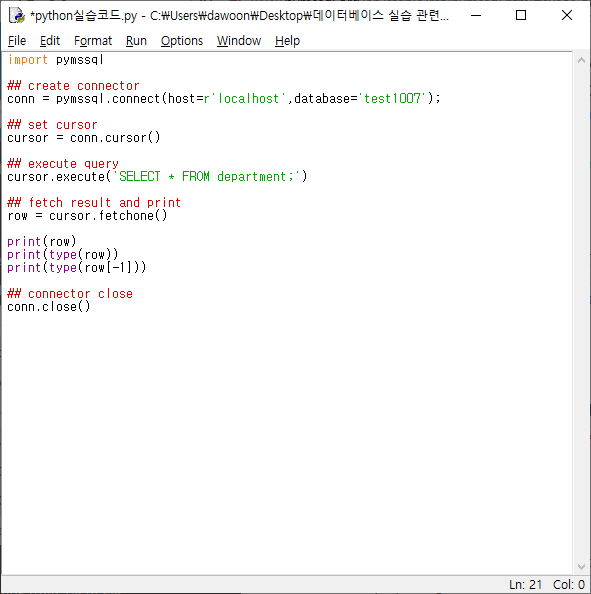 *python실습코드.py - C:₩Users₩dawoon₩Desktop₩데이터베이스 실습 관련...
File Edit Format Run Options Window Help
import pymssql
## create connector
conn = pymssql.connect(host=r'localhost',database='test1007');
## set cursor
cursor = conn.cursor()
## execute query
cursor.execute('SELECT * FROM department;')
## fetch result and print
row = cursor.fetchone()
print(row)
print(type(row))
print(type(row[-1]))
## connector close
conn.close()
Ln: 21 Col: 0